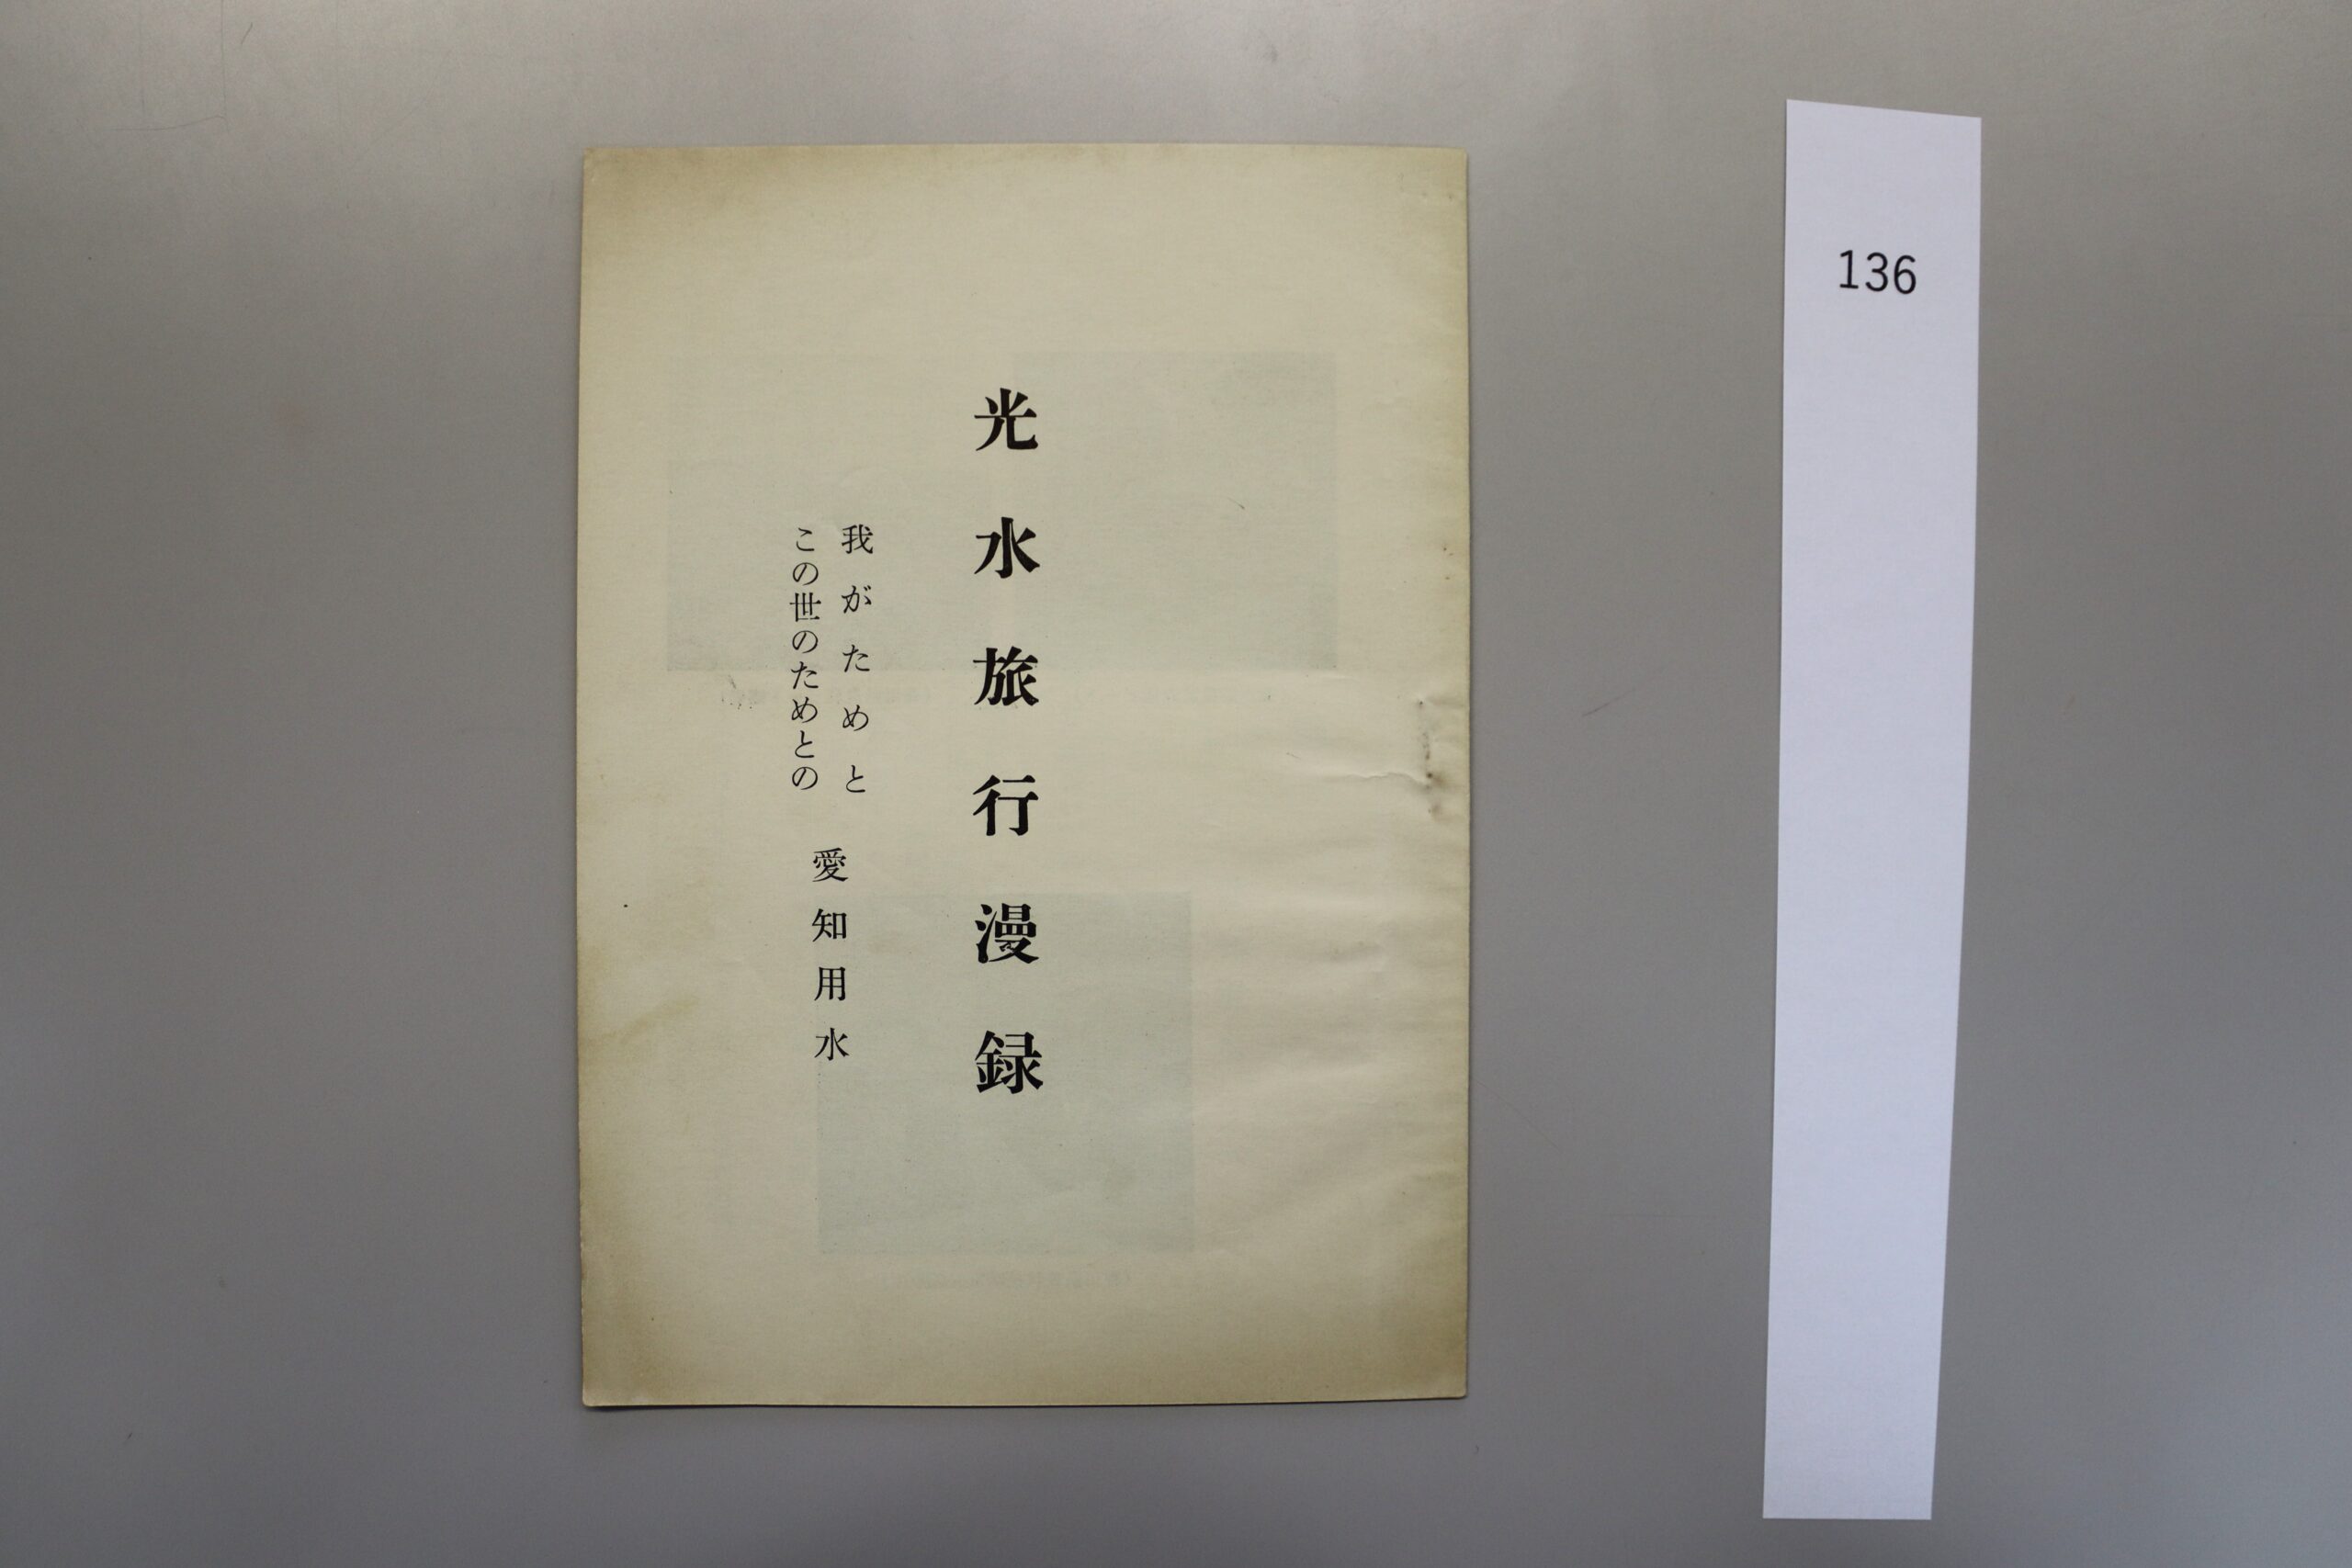 光水旅行漫録
我がためと
この世のためとの
愛知用水
136